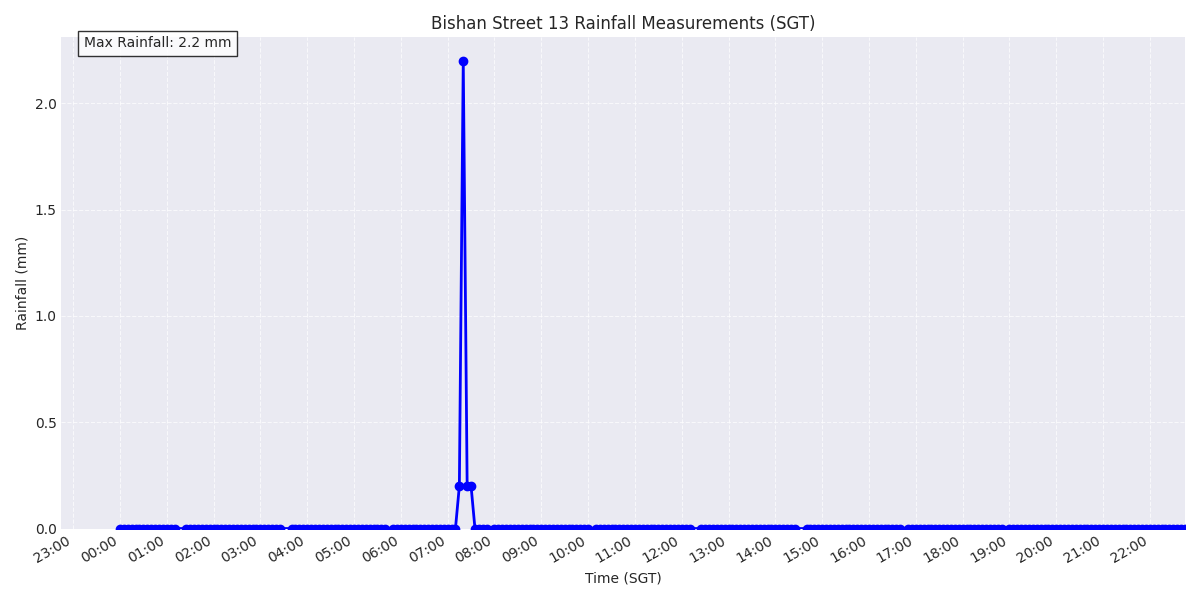 Bishan Street 13 Rainfall Measurements (SGT)
Max Rainfall: 2.2 mm
Rainfall (mm)
2.0
1.5
1.0
0.5
0.0
23:00 00:00 01:00 02:00 03:00 04:00 05:00 06:00 07:00 08:00 09:00 10:00 11:00 12:00 13:00 14:00 15:00 16:00 17:00 18:00 19:00 20:00 21:00 22:00
Time (SGT)